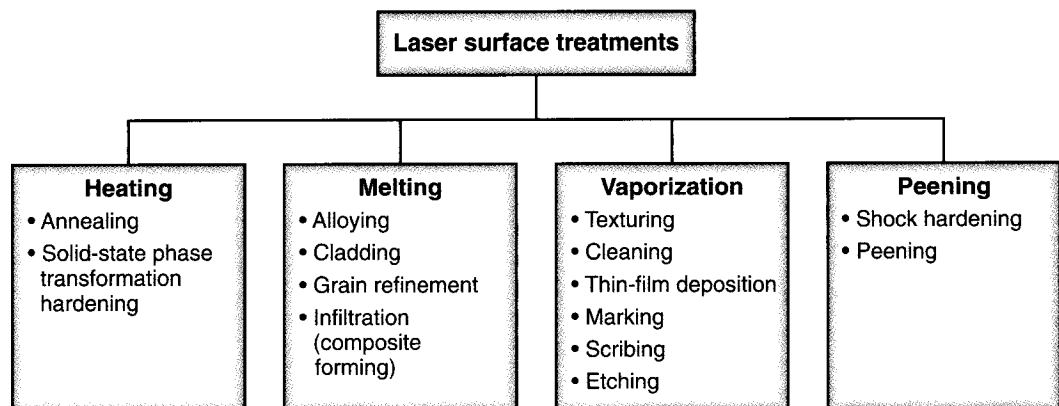 Laser surface treatments
Heating
• Annealing
• Solid-state phase
transformation
hardening
Melting
• Alloying
• Cladding
• Grain refinement
• Infiltration
(composite
forming)
Vaporization
• Texturing
• Cleaning
• Thin-film deposition
• Marking
• Scribing
• Etching
Peening
• Shock hardening
• Peening